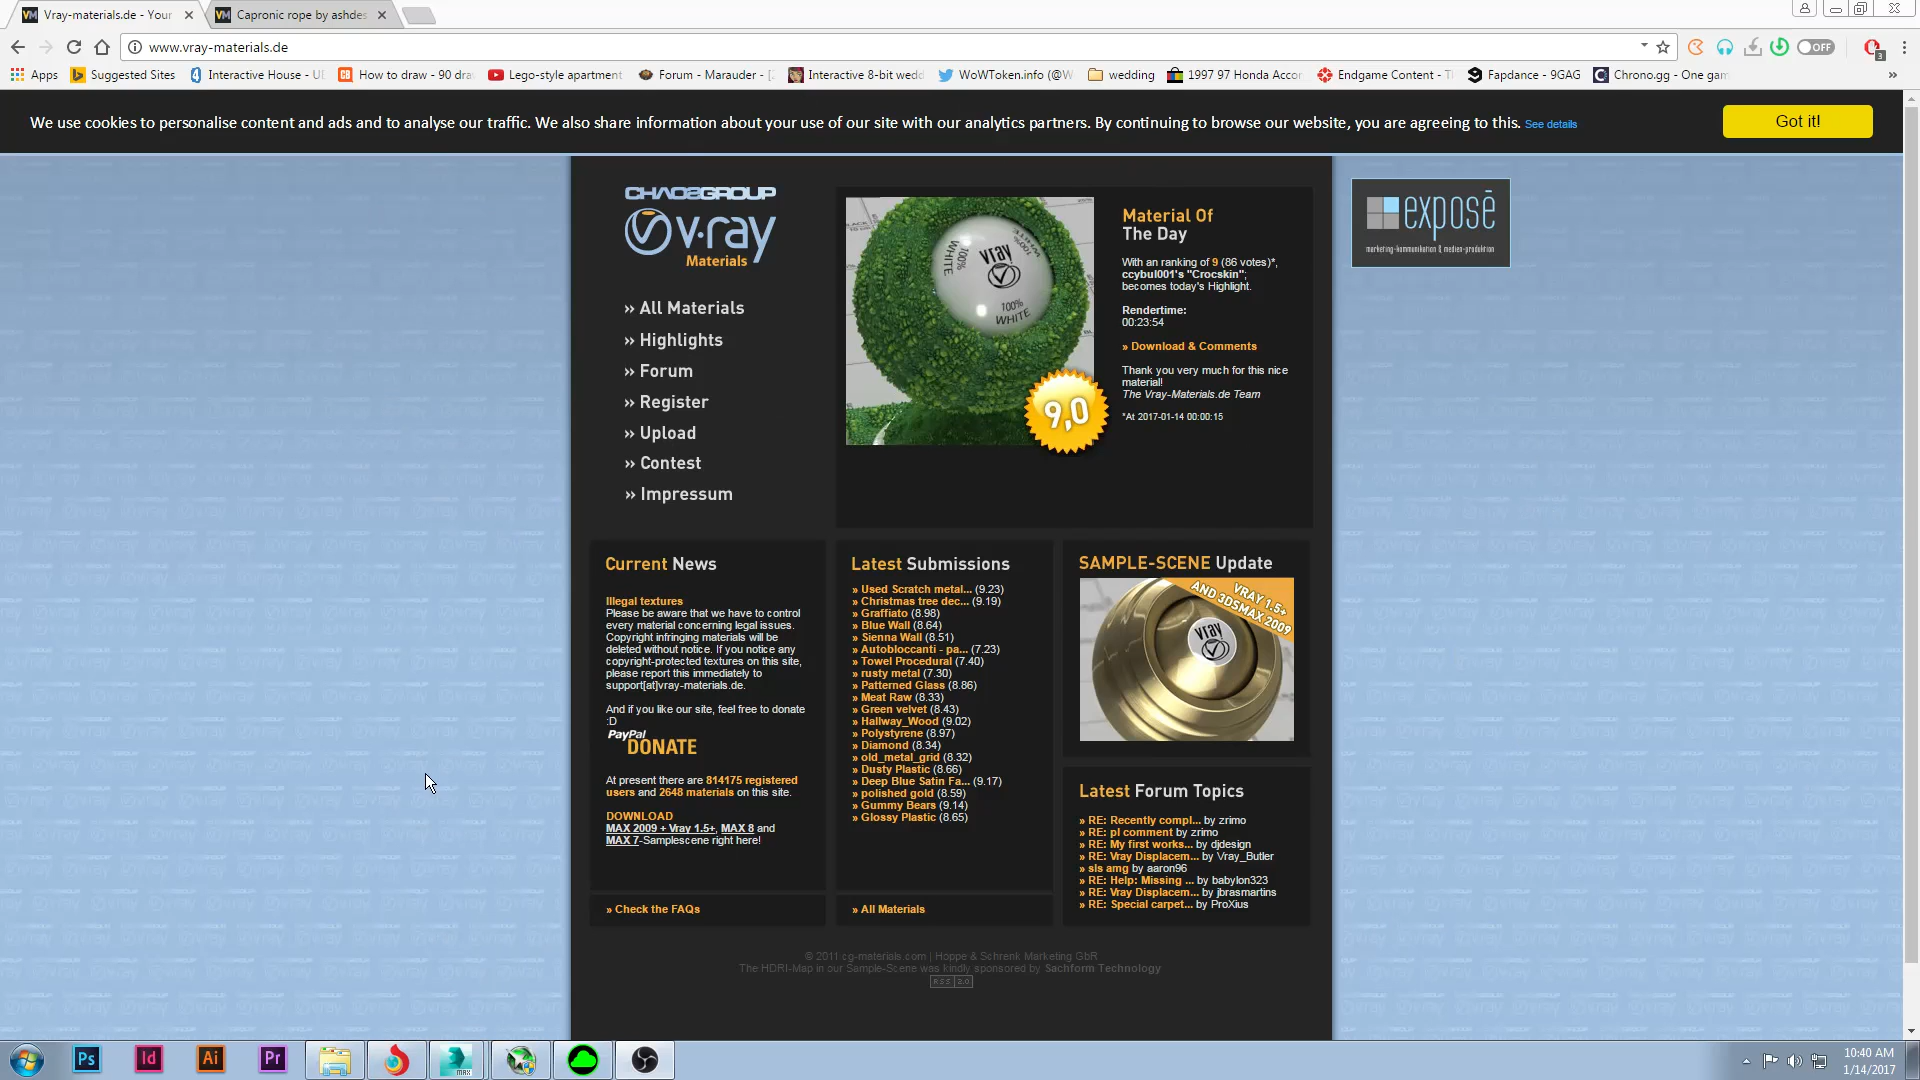 Vray-materials.de - Your
Capronic rope by ashdes
www.vray-materials.de
OFF
3
Apps
Suggested Sites
Interactive House - UE
How to draw - 90 dra
Lego-style apartment
Forum - Marauder - [
Interactive 8-bit wedd
WoWToken.info (@W
wedding
1997 97 Honda Accor
Endgame Content - T
Fapdance - 9GAG
Chrono.gg - One gam
»
We use cookies to personalise content and ads and to analyse our traffic. We also share information about your use of our site with our analytics partners. By continuing to browse our website, you are agreeing to this. See details
Got it!
CHAOSGROUP
v·ray
Materials
» All Materials
» Highlights
» Forum
» Register
» Upload
» Contest
» Impressum
vray
100%
WHITE
100%
WHITE
9,0
Material Of
The Day
With an ranking of 9 (86 votes)*,
ccybul001's "Crocskin";
becomes today's Highlight.
Rendertime:
00:23:54
» Download & Comments
Thank you very much for this nice
material!
The Vray-Materials.de Team
*At 2017-01-14 00:00:15
exposē
marketing-kommunikation & medien-produktion
Current News
Illegal textures
Please be aware that we have to control
every material concerning legal issues.
Copyright infringing materials will be
deleted without notice. If you notice any
copyright-protected textures on this site,
please report this immediately to
support[at]vray-materials.de.
And if you like our site, feel free to donate
:D
PayPal
DONATE
At present there are 814175 registered
users and 2648 materials on this site.
DOWNLOAD
MAX 2009 + Vray 1.5+, MAX 8 and
MAX 7-Samplescene right here!
» Check the FAQs
Latest Submissions
» Used Scratch metal... (9.23)
» Christmas tree dec... (9.19)
» Graffiato (8.98)
» Blue Wall (8.64)
» Sienna Wall (8.51)
» Autobloccanti - pa... (7.23)
» Towel Procedural (7.40)
» rusty metal (7.30)
» Patterned Glass (8.86)
» Meat Raw (8.33)
» Green velvet (8.43)
» Hallway_Wood (9.02)
» Polystyrene (8.97)
» Diamond (8.34)
» old_metal_grid (8.32)
» Dusty Plastic (8.66)
» Deep Blue Satin Fa... (9.17)
» polished gold (8.59)
» Gummy Bears (9.14)
» Glossy Plastic (8.65)
» All Materials
SAMPLE-SCENE Update
VRAY 1.5+
AND 3DSMAX 2009
vray
Latest Forum Topics
» RE: Recently compl... by zrimo
» RE: pl comment by zrimo
» RE: My first works... by djdesign
» RE: Vray Displacem... by Vray_Butler
» sls amg by aaron96
» RE: Help: Missing ... by babylon323
» RE: Vray Displacem... by jbrasmartins
» RE: Special carpet... by ProXius
© 2011 cg-materials.com | Hoppe & Schrenk Marketing GbR
The HDRI-Map in our Sample-Scene was kindly sponsored by Sachform Technology
RSS 2.0
Ps
Id
Ai
Pr
MAX
10:40 AM
1/14/2017